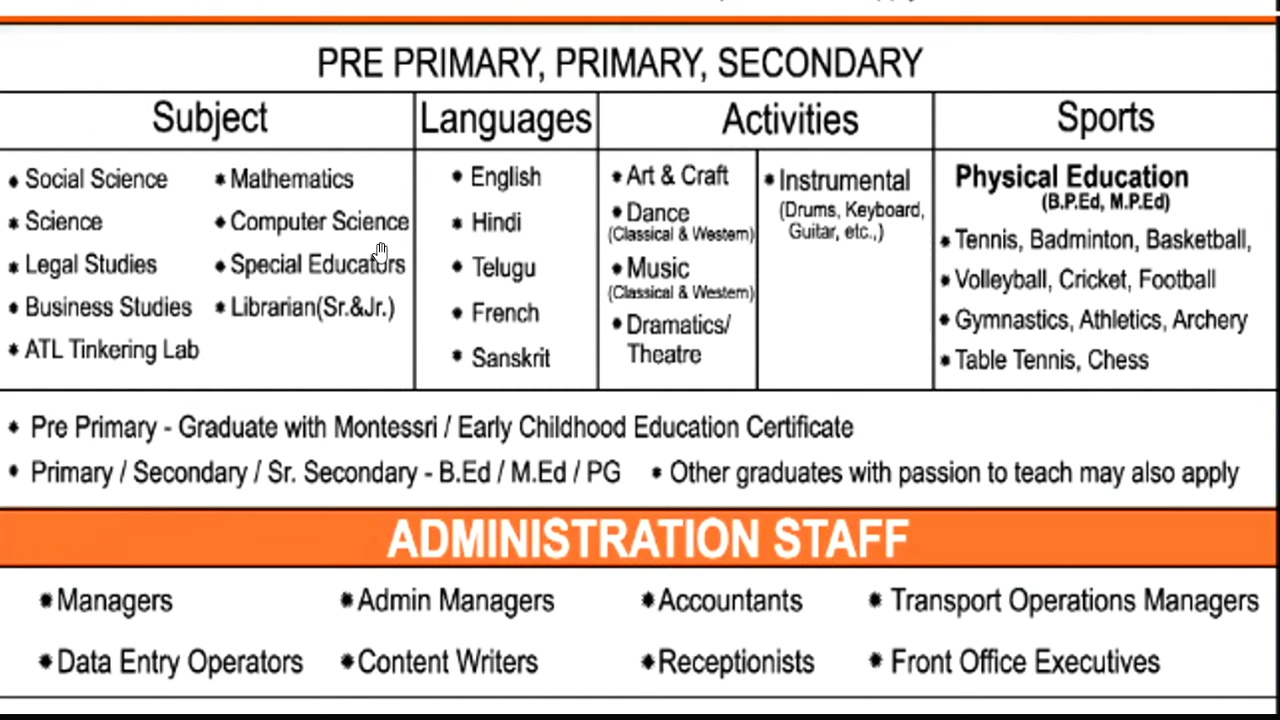 PRE PRIMARY, PRIMARY, SECONDARY
Subject
Languages
Activities
Sports
• Social Science
• Science
• Legal Studies
• Business Studies
• ATL Tinkering Lab
• Mathematics
• Computer Science
• Special Educators
• Librarian(Sr.&Jr.)
• English
• Hindi
• Telugu
• French
• Sanskrit
• Art & Craft
• Dance
(Classical & Western)
• Music
(Classical & Western)
• Dramatics/
Theatre
• Instrumental
(Drums, Keyboard,
Guitar, etc.,)
Physical Education
(B.P.Ed, M.P.Ed)
• Tennis, Badminton, Basketball,
• Volleyball, Cricket, Football
• Gymnastics, Athletics, Archery
• Table Tennis, Chess
• Pre Primary - Graduate with Montessri / Early Childhood Education Certificate
• Primary / Secondary / Sr. Secondary - B.Ed / M.Ed / PG • Other graduates with passion to teach may also apply
ADMINISTRATION STAFF
• Managers • Admin Managers • Accountants • Transport Operations Managers
• Data Entry Operators • Content Writers • Receptionists • Front Office Executives